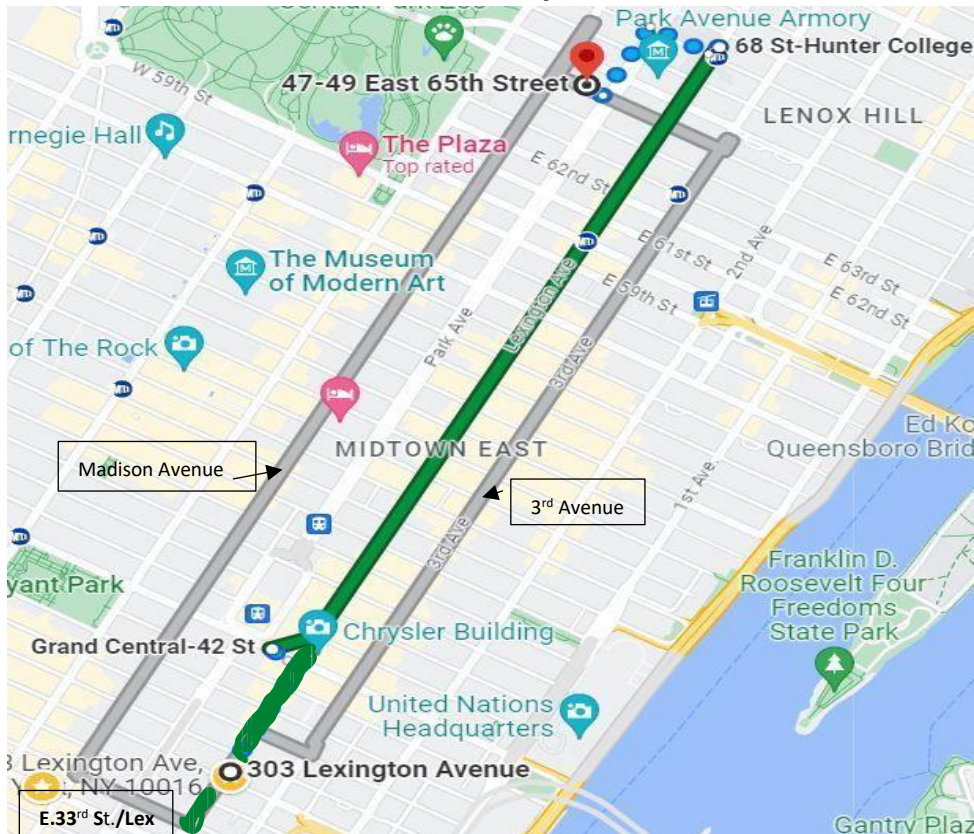 Park Avenue Armory
68 St-Hunter College
W 59th St
47-49 East 65th Street
LENOX HILL
rnegie Hall
The Plaza
Top rated
E 62nd St
E 61st St
2nd Ave
E 63rd St
E 62nd St
The Museum
of Modern Art
E 59th St
Lexington Ave
Park Ave
3rd Ave
of The Rock
Ed Ko
Queensboro Brid
MIDTOWN EAST
Madison Avenue
3rd Avenue
1st Ave
3rd Ave
yant Park
Franklin D.
Roosevelt Four
Freedoms
State Park
Grand Central-42 St
Chrysler Building
United Nations
Headquarters
3 Lexington Ave,
NY 10016
303 Lexington Avenue
E.33rd St./Lex
Gantry Plaz